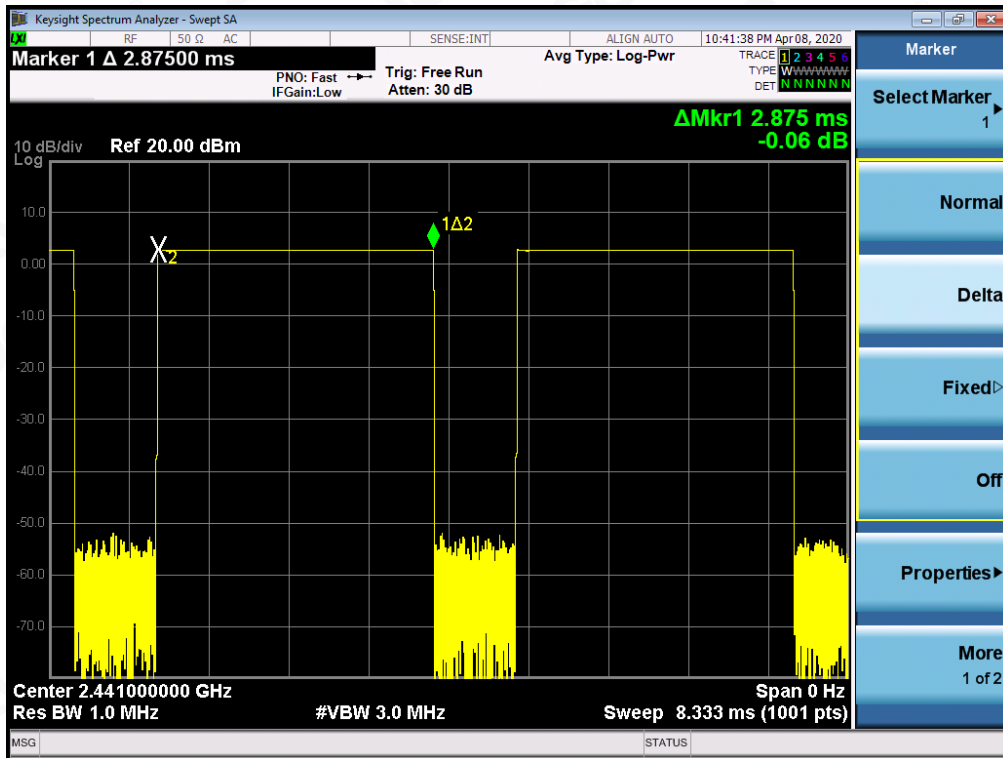 Keysight Spectrum Analyzer - Swept SA
LXI RF 50 Ω AC SENSE:INT ALIGN AUTO 10:41:38 PM Apr 08, 2020
Marker 1 Δ 2.87500 ms
PNO: Fast
IFGain:Low
Trig: Free Run
Atten: 30 dB
Avg Type: Log-Pwr
TRACE 1 2 3 4 5 6
TYPE WWWWWW
DET N N N N N N
ΔMkr1 2.875 ms
-0.06 dB
10 dB/div Ref 20.00 dBm
Log
10.0
0.00
-10.0
-20.0
-30.0
-40.0
-50.0
-60.0
-70.0
X2
1Δ2
Center 2.441000000 GHz Span 0 Hz
Res BW 1.0 MHz #VBW 3.0 MHz Sweep 8.333 ms (1001 pts)
MSG STATUS
Marker
Select Marker
1
Normal
Delta
Fixed
Off
Properties
More
1 of 2